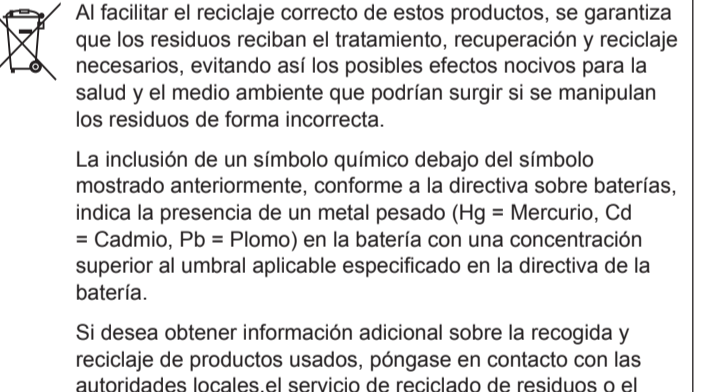 Al facilitar el reciclaje correcto de estos productos, se garantiza
que los residuos reciban el tratamiento, recuperación y reciclaje
necesarios, evitando así los posibles efectos nocivos para la
salud y el medio ambiente que podrían surgir si se manipulan
los residuos de forma incorrecta.
La inclusión de un símbolo químico debajo del símbolo
mostrado anteriormente, conforme a la directiva sobre baterías,
indica la presencia de un metal pesado (Hg = Mercurio, Cd
= Cadmio, Pb = Plomo) en la batería con una concentración
superior al umbral aplicable especificado en la directiva de la
batería.
Si desea obtener información adicional sobre la recogida y
reciclaje de productos usados, póngase en contacto con las
autoridades locales,el servicio de reciclado de residuos o el